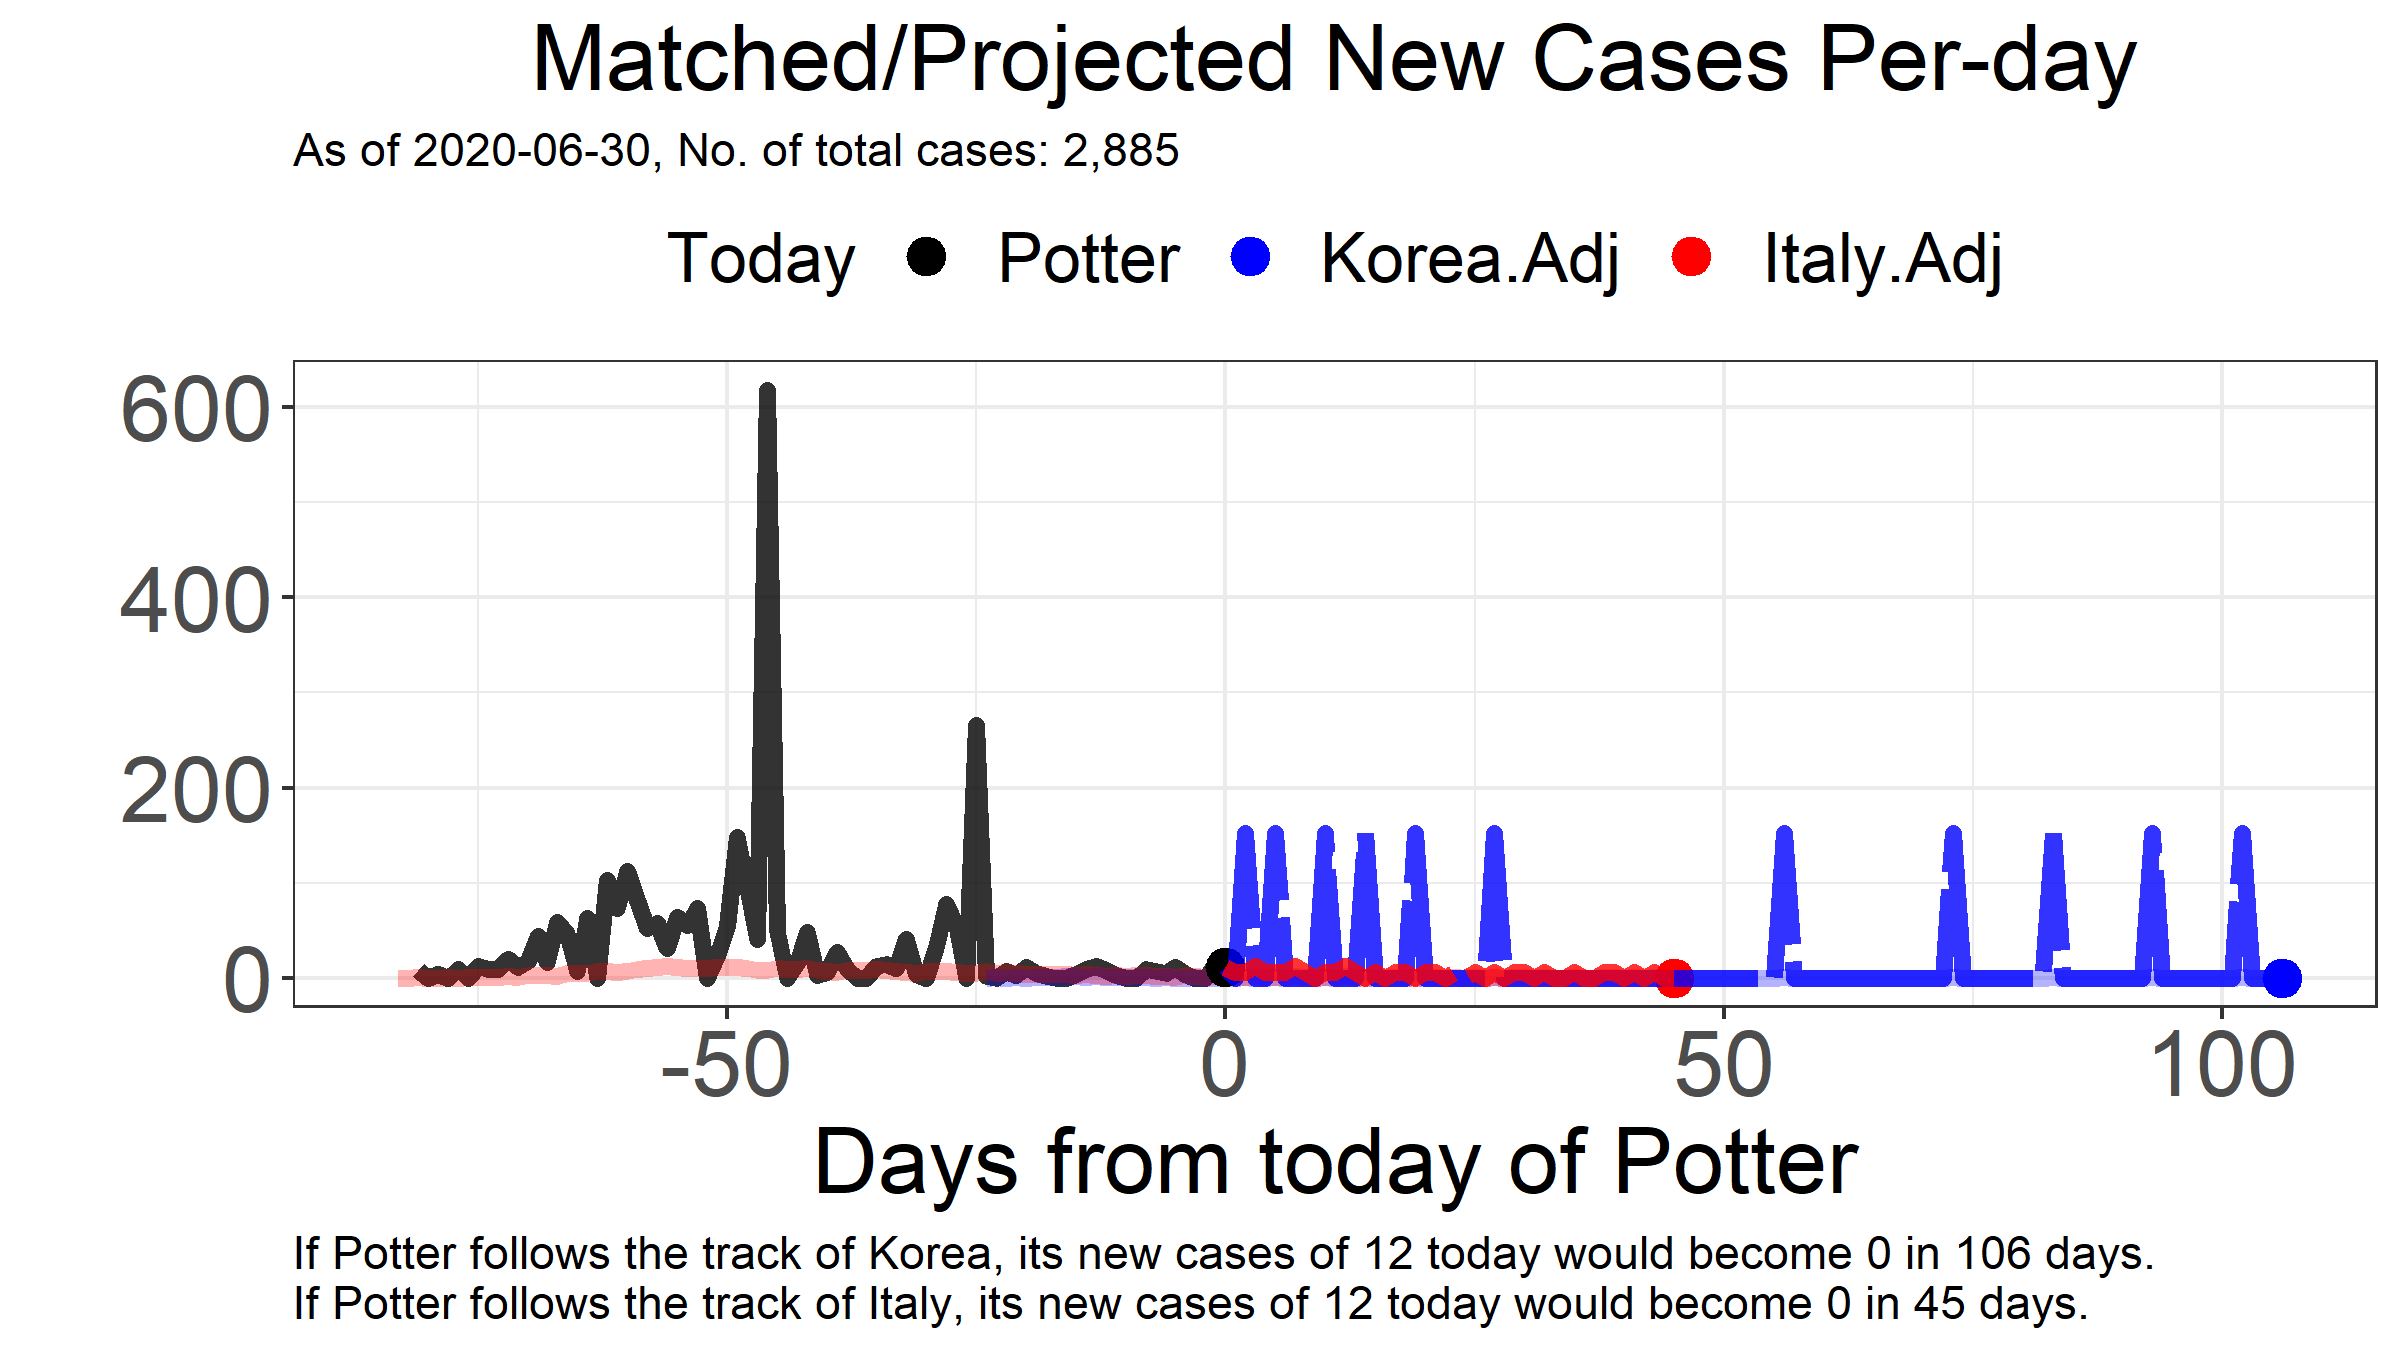 Matched/Projected New Cases Per-day
As of 2020-06-30, No. of total cases: 2,885
Today Potter Korea.Adj Italy.Adj
600
400
200
0
-50 0 50 100
Days from today of Potter
If Potter follows the track of Korea, its new cases of 12 today would become 0 in 106 days.
If Potter follows the track of Italy, its new cases of 12 today would become 0 in 45 days.